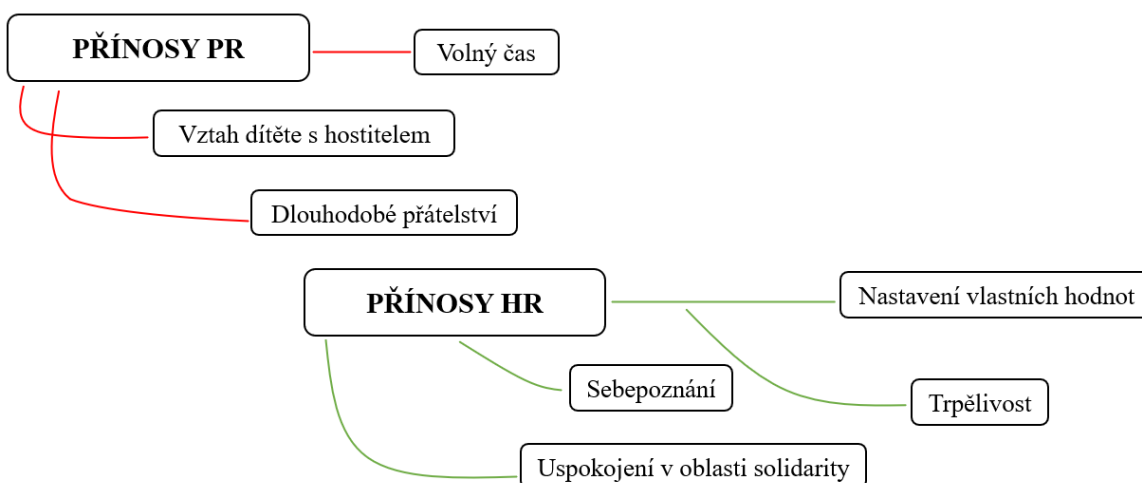 PŘÍNOSY PR
Volný čas
Vztah dítěte s hostitelem
Dlouhodobé přátelství
PŘÍNOSY HR
Nastavení vlastních hodnot
Sebepoznání
Trpělivost
Uspokojení v oblasti solidarity